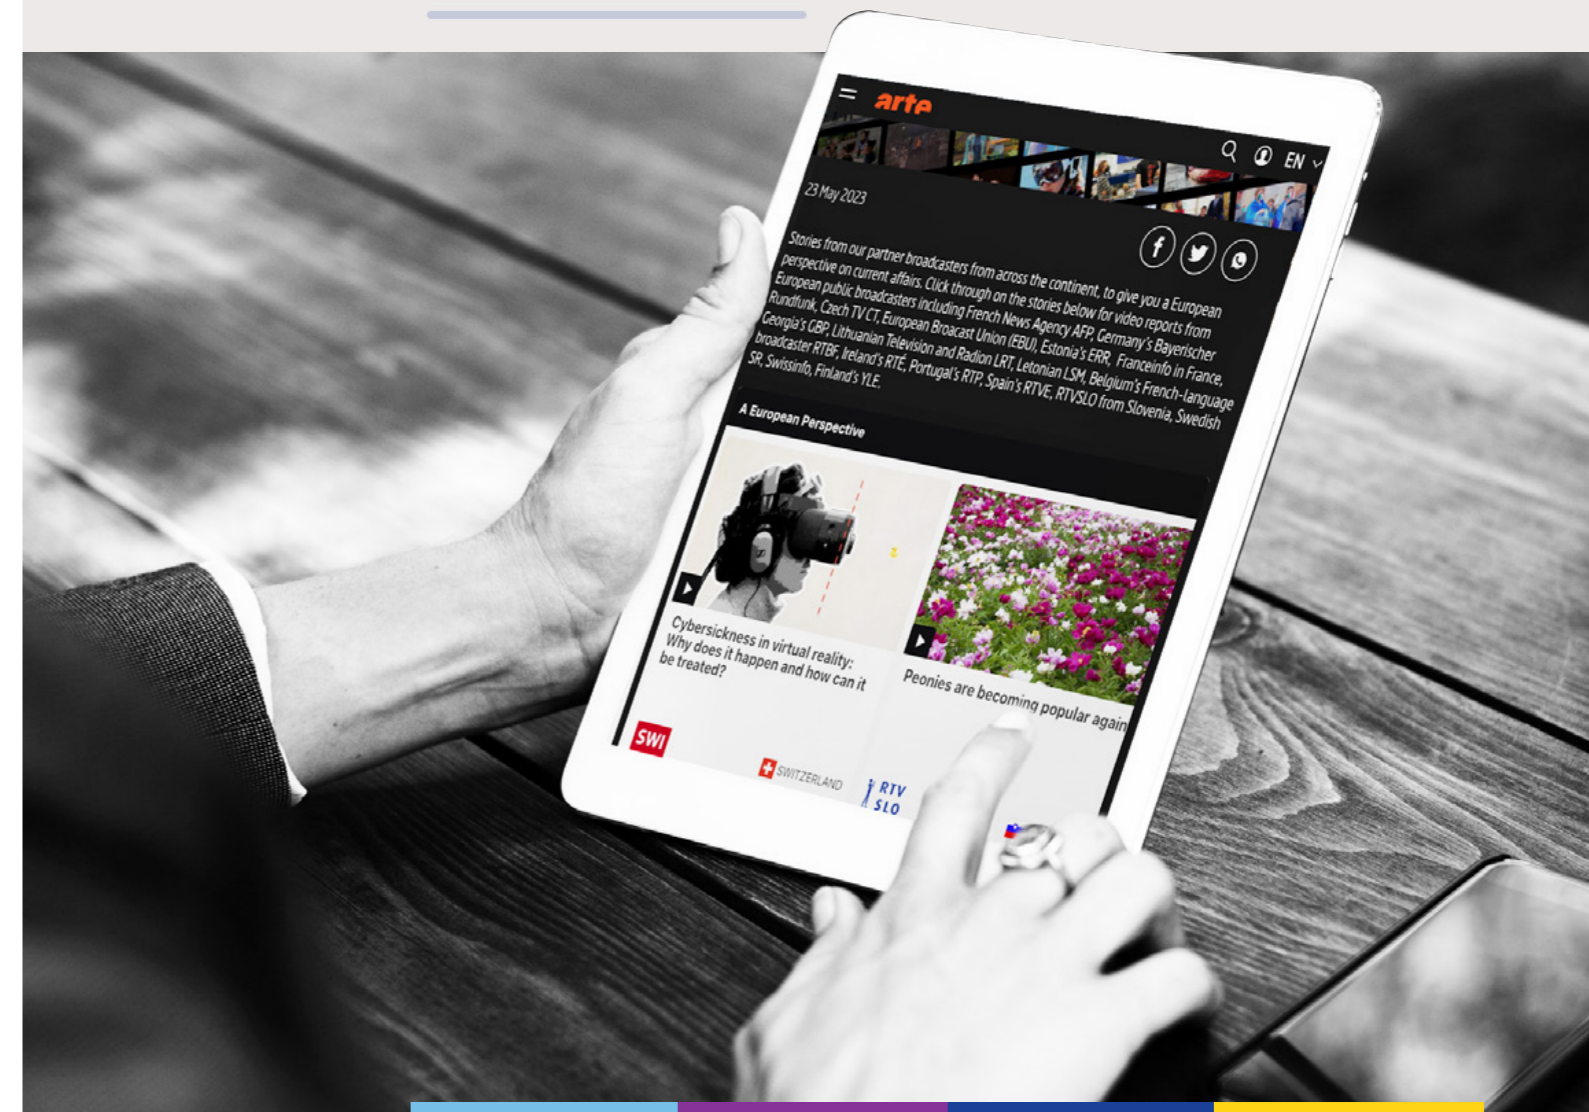 arte
EN
23 May 2023
Stories from our partner broadcasters from across the continent, to give you a European
perspective on current affairs. Click through on the stories below for video reports from
European public broadcasters including French News Agency AFP, Germany's Bayerischer
Rundfunk, Czech TV CT, European Broacast Union (EBU), Estonia's ERR, Franceinfo in France,
Georgia's GBP, Lithuanian Television and Radion LRT, Letonian LSM, Belgium's French-language
broadcaster RTBF, Ireland's RTÉ, Portugal's RTP, Spain's RTVE, RTVSLO from Slovenia, Swedish
SR, Swissinfo, Finland's YLE.
A European Perspective
Cybersickness in virtual reality:
Why does it happen and how can it
be treated?
SWI
SWITZERLAND
Peonies are becoming popular again
RTV
SLO